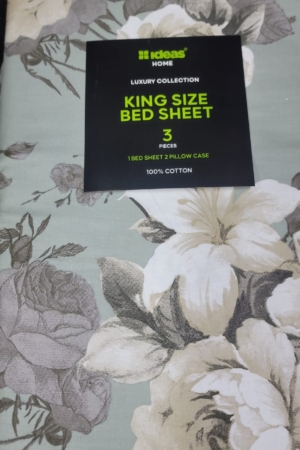 ideas®
HOME
LUXURY COLLECTION
KING SIZE
BED SHEET
3
PIECES
1 BED SHEET 2 PILLOW CASE
100% COTTON